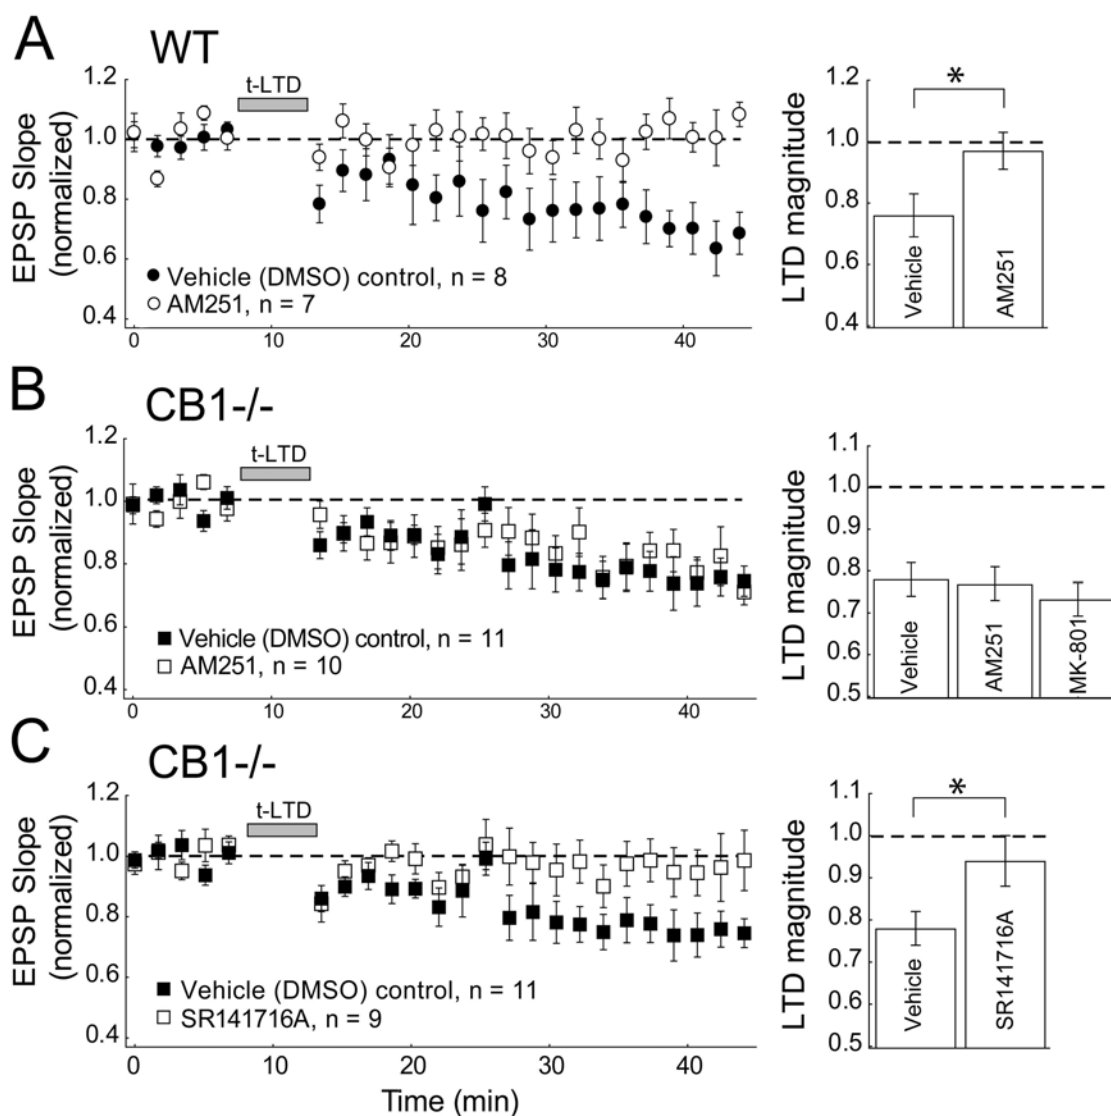 A
WT
1.2
1.0
0.8
0.6
0.4
EPSP Slope
(normalized)
t-LTD
Vehicle (DMSO) control, n = 8
AM251, n = 7
0
10
20
30
40
1.2
1.0
0.8
0.6
0.4
LTD magnitude
*
Vehicle
AM251
B
CB1-/-
1.2
1.0
0.8
0.6
0.4
EPSP Slope
(normalized)
t-LTD
Vehicle (DMSO) control, n = 11
AM251, n = 10
0
10
20
30
40
1.1
1.0
0.9
0.8
0.7
0.6
0.5
LTD magnitude
Vehicle
AM251
MK-801
C
CB1-/-
1.2
1.0
0.8
0.6
0.4
EPSP Slope
(normalized)
t-LTD
Vehicle (DMSO) control, n = 11
SR141716A, n = 9
0
10
20
30
40
Time (min)
1.1
1.0
0.9
0.8
0.7
0.6
0.5
LTD magnitude
*
Vehicle
SR141716A